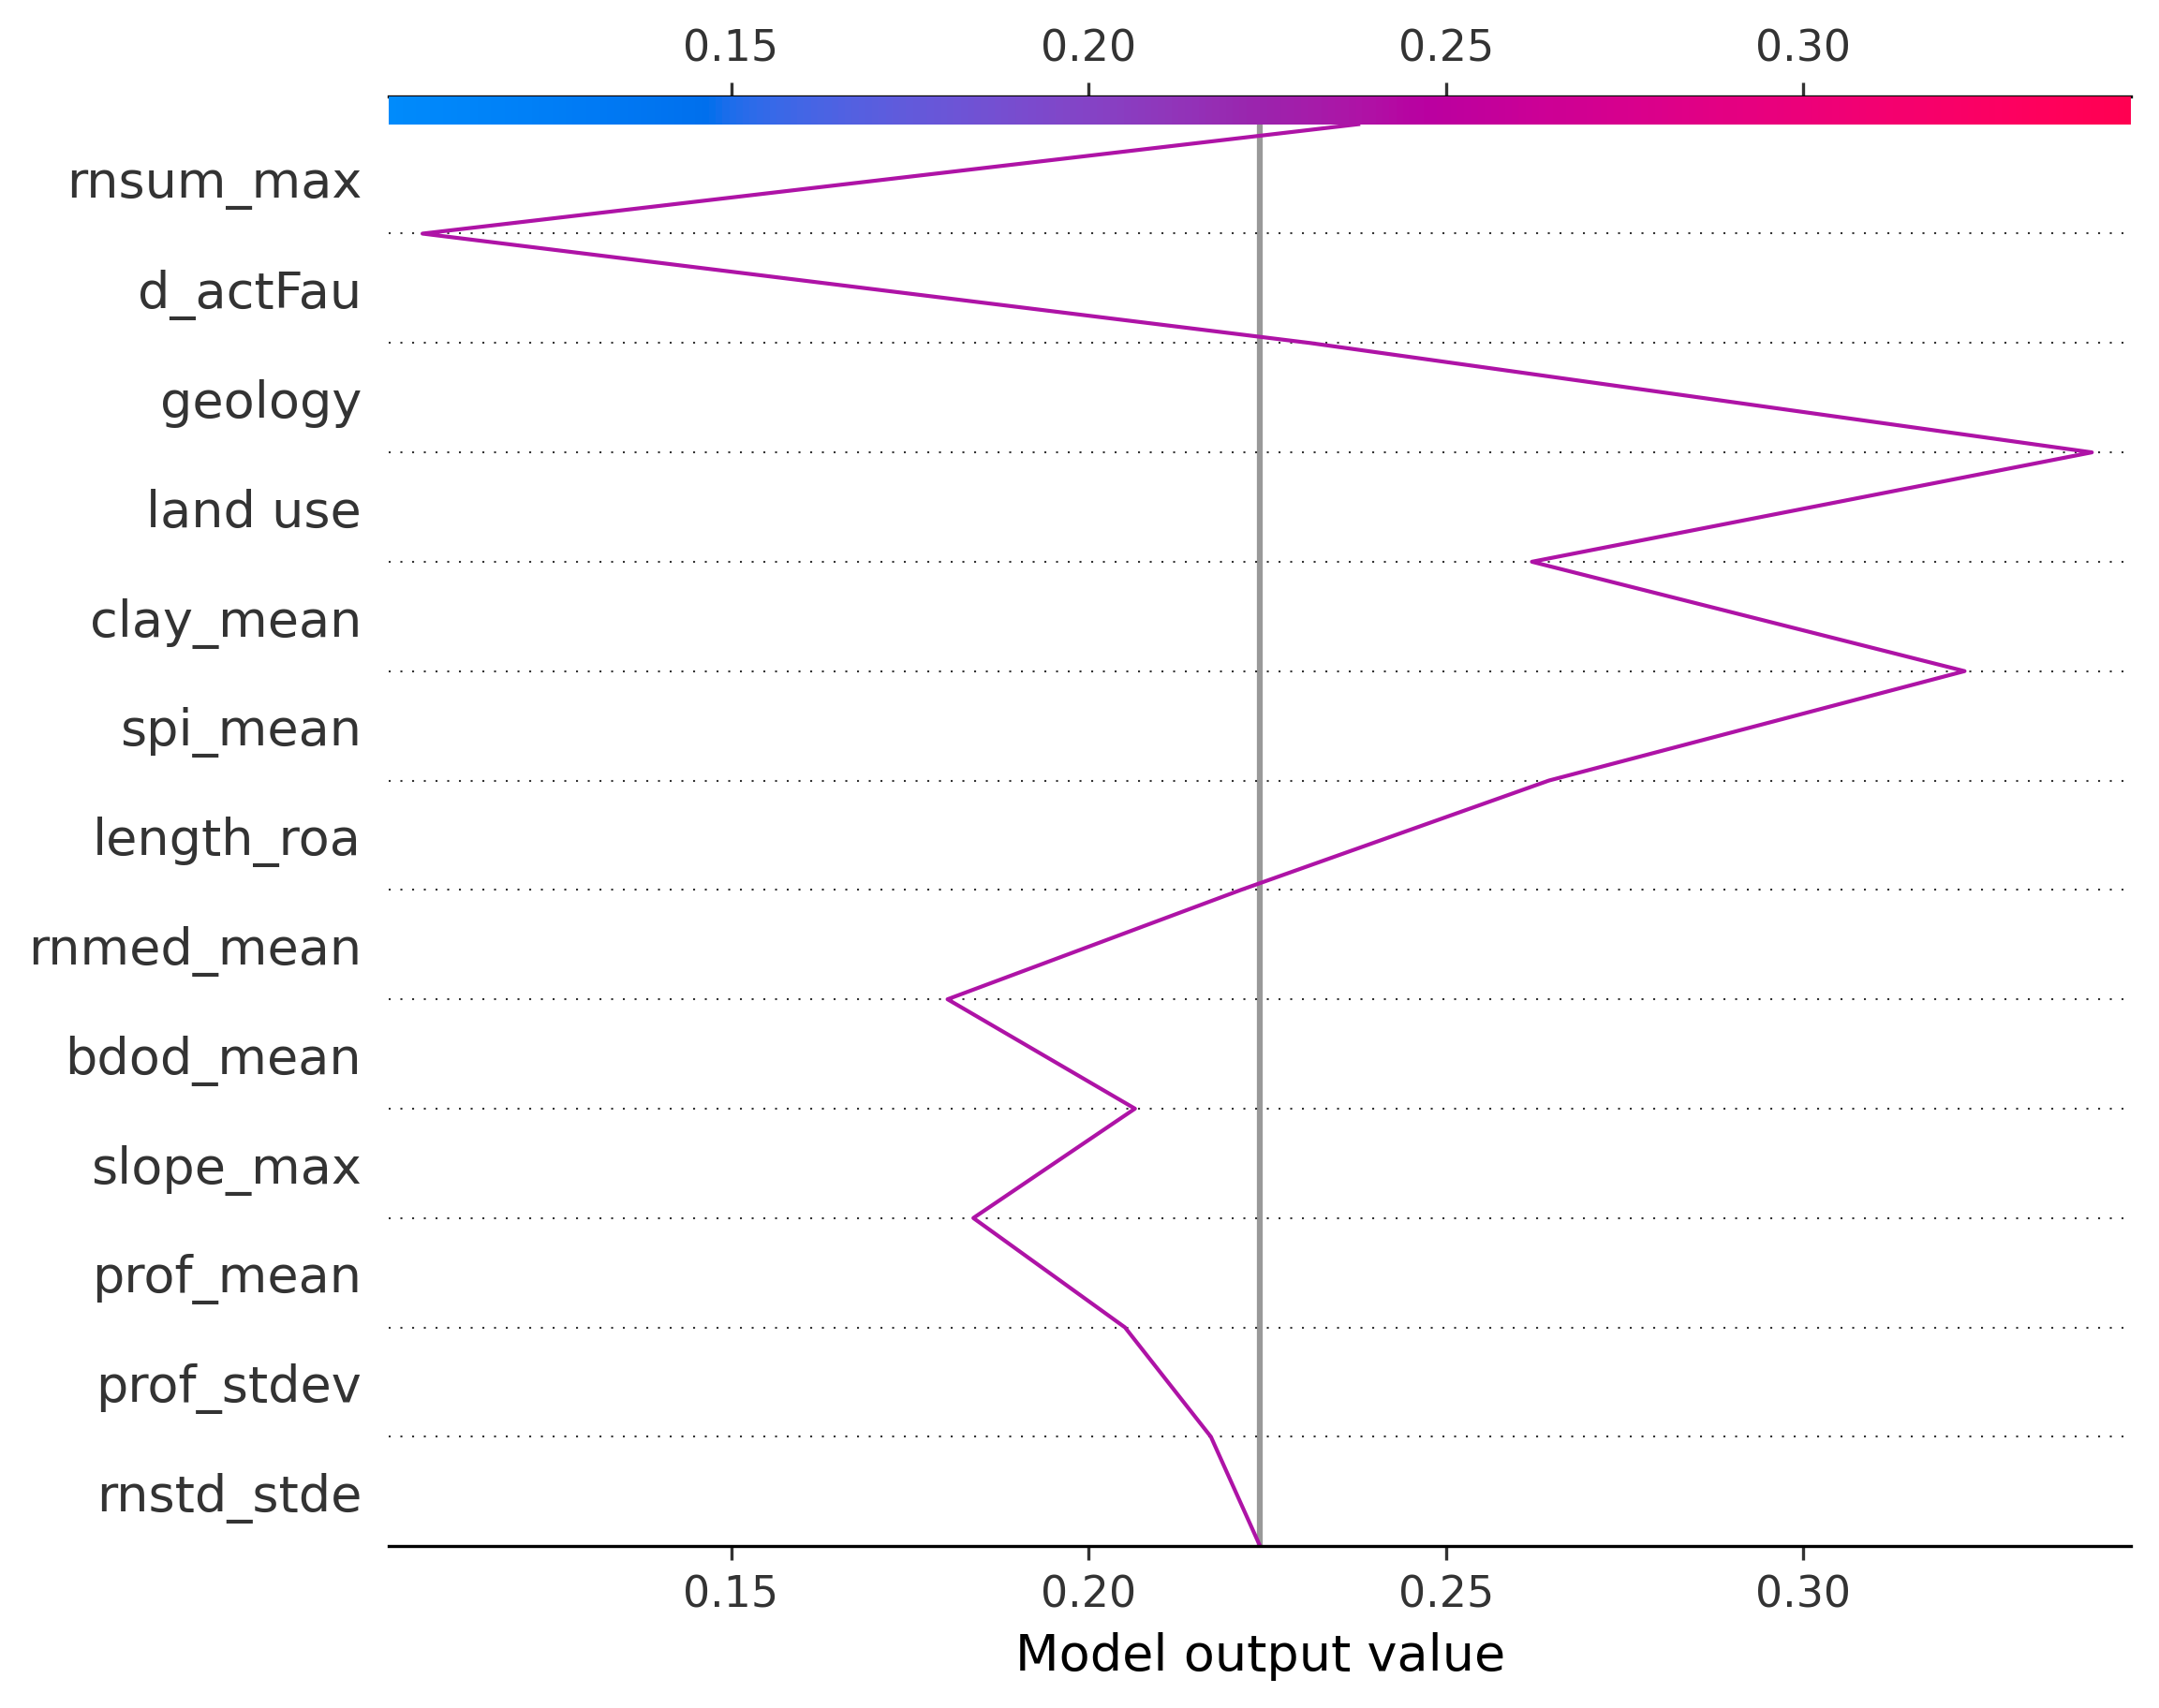 0.15 0.20 0.25 0.30
rnsum_max
d_actFau
geology
land use
clay_mean
spi_mean
length_roa
rnmed_mean
bdod_mean
slope_max
prof_mean
prof_stdev
rnstd_stde
0.15 0.20 0.25 0.30
Model output value